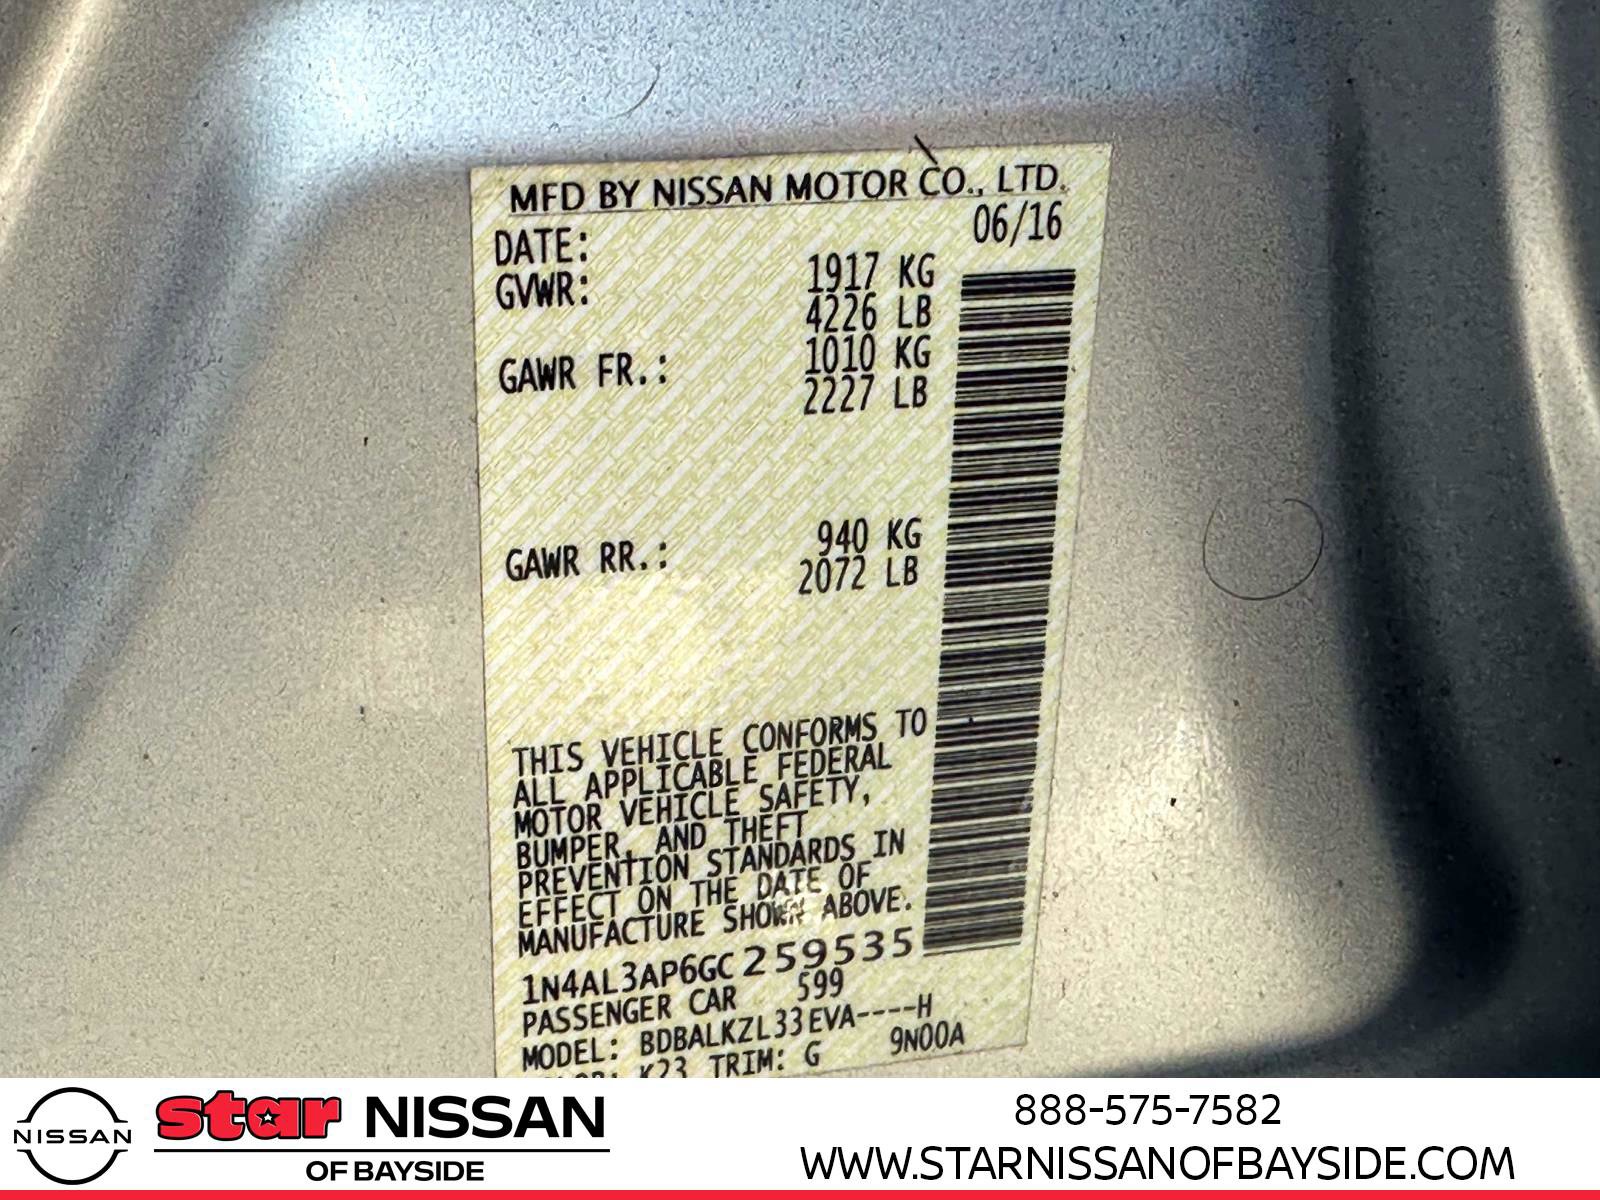 MFD BY NISSAN MOTOR CO., LTD.
DATE: 06/16
GVWR: 1917 KG
4226 LB
GAWR FR.: 1010 KG
2227 LB
GAWR RR.: 940 KG
2072 LB
THIS VEHICLE CONFORMS TO
ALL APPLICABLE FEDERAL
MOTOR VEHICLE SAFETY,
BUMPER, AND THEFT
PREVENTION STANDARDS IN
EFFECT ON THE DATE OF
MANUFACTURE SHOWN ABOVE.
1N4AL3AP6GC259535
PASSENGER CAR 599
MODEL: BDBALKZL33EVA----H
K23 TRIM: G 9N00A
NISSAN
star NISSAN
OF BAYSIDE
888-575-7582
WWW.STARNISSANOFBAYSIDE.COM